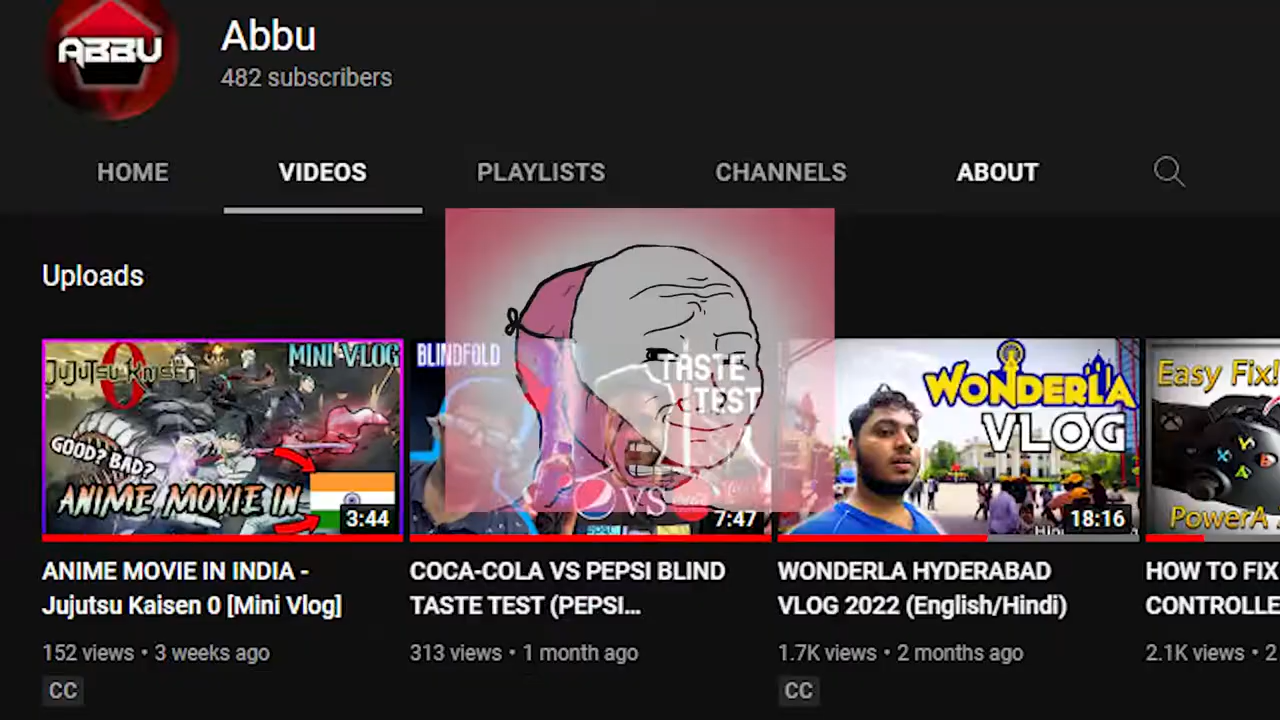 ABBU
Abbu
482 subscribers
HOME
VIDEOS
PLAYLISTS
CHANNELS
ABOUT
Uploads
JUJUTSU KAISEN
0
MINI VLOG
GOOD? BAD?
ANIME MOVIE IN
3:44
BLINDFOLD
TASTE
TEST
VS
7:47
WONDERLA
VLOG
18:16
Easy Fix!
PowerA
ANIME MOVIE IN INDIA -
Jujutsu Kaisen 0 [Mini Vlog]
152 views • 3 weeks ago
CC
COCA-COLA VS PEPSI BLIND
TASTE TEST (PEPSI...
313 views • 1 month ago
WONDERLA HYDERABAD
VLOG 2022 (English/Hindi)
1.7K views • 2 months ago
CC
HOW TO FIX
CONTROLLE
2.1K views • 2